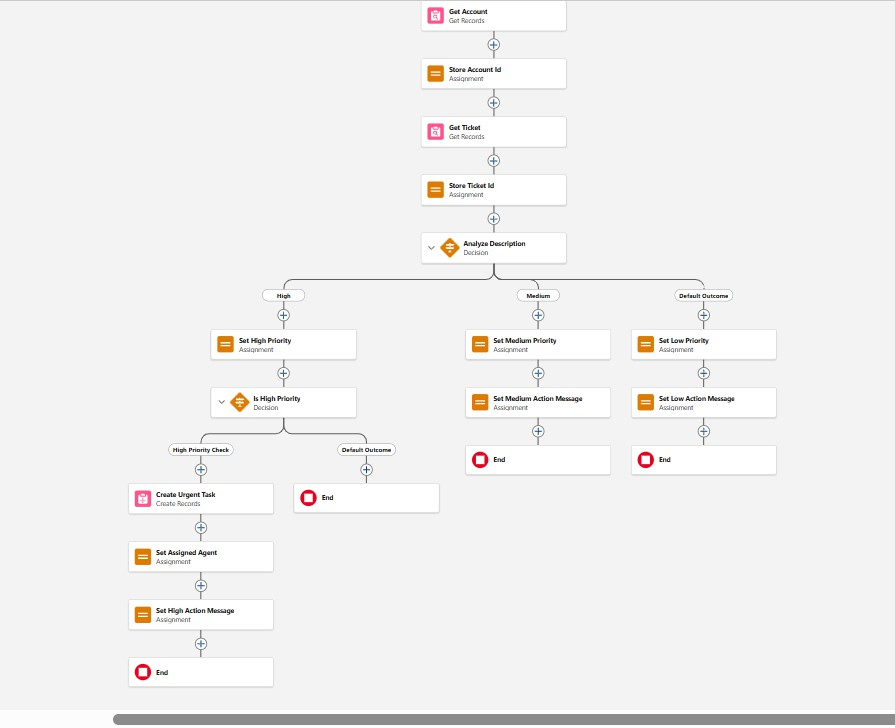 Get Account
Get Records
Store Account Id
Assignment
Get Ticket
Get Records
Store Ticket Id
Assignment
Analyze Description
Decision
High
Medium
Default Outcome
Set High Priority
Assignment
Set Medium Priority
Assignment
Set Low Priority
Assignment
Is High Priority
Decision
Set Medium Action Message
Assignment
Set Low Action Message
Assignment
High Priority Check
Default Outcome
End
End
Create Urgent Task
Create Records
End
Set Assigned Agent
Assignment
Set High Action Message
Assignment
End